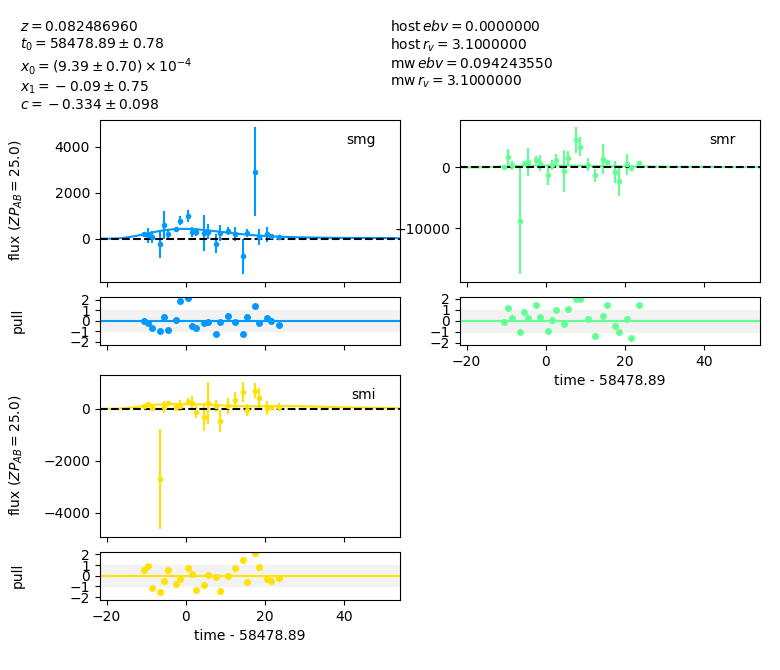 z = 0.082486960
t₀ = 58478.89 ± 0.78
x₀ = (9.39 ± 0.70) × 10⁻⁴
x₁ = −0.09 ± 0.75
c = −0.334 ± 0.098
host ebv = 0.0000000
host r_v = 3.1000000
mw ebv = 0.094243550
mw r_v = 3.1000000
smg
4000
2000
0
flux (ZP_AB = 25.0)
smr
0
−10000
2
1
0
−1
−2
pull
2
1
0
−1
−2
−20 0 20 40
time - 58478.89
smi
0
−2000
−4000
flux (ZP_AB = 25.0)
2
1
0
−1
−2
pull
−20 0 20 40
time - 58478.89